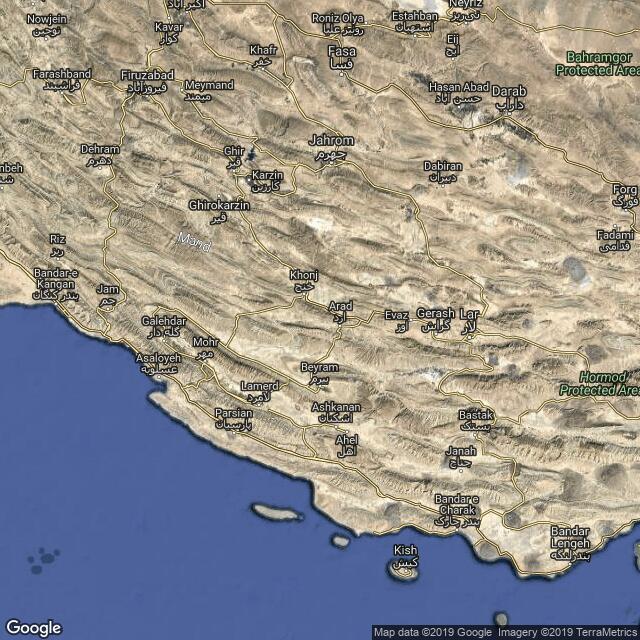 Nowjein
نوجین
Kavar
کوار
اکبر آباد
Roniz Olya
رونیز علیا
Estahban
استهبان
Neyriz
نی‌ریز
Eij
ایج
Khafr
خفر
Fasa
فسا
Bahramgor
Protected Area
Farashband
فراشبند
Firuzabad
فیروزآباد
Meymand
میمند
Hasan Abad
حسن آباد
Darab
داراب
Dehram
دهرم
Ghir
قیر
Jahrom
جهرم
Karzin
کارزین
Dabiran
دبیران
Forg
فورگ
Ghirokarzin
قیر
Fadami
فدامی
Riz
ریز
Mand
Bandar-e
Kangan
بندر کنگان
Jam
جم
Khonj
خنج
Arad
ارد
Evaz
اوز
Gerash
گراش
Lar
لار
Galehdar
گله دار
Mohr
مهر
Asaloyeh
عسلویه
Lamerd
لامرد
Beyram
بیرم
Hormod
Protected Area
Parsian
پارسیان
Ashkanan
اشکنان
Bastak
بستک
Ahel
اهل
Janah
جناح
Bandar-e
Charak
بندر چارک
Bandar
Lengeh
بندرلنگه
Kish
کیش
Google
Map data ©2019 Google Imagery ©2019 TerraMetrics